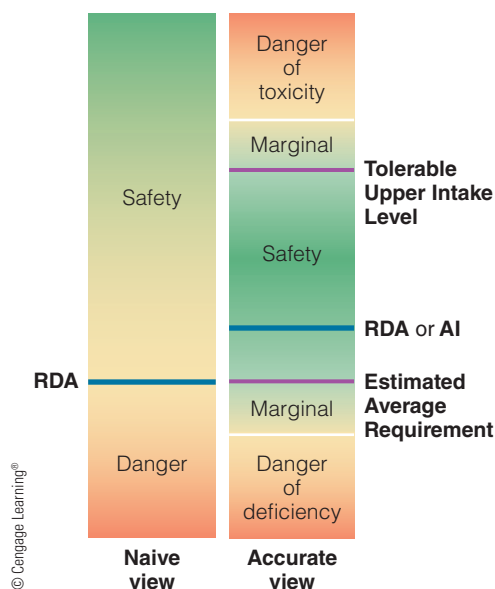 Danger
of
toxicity
Marginal
Tolerable
Upper Intake
Level
Safety
Safety
RDA or AI
RDA
Estimated
Average
Requirement
Marginal
Danger
Danger
of
deficiency
Naive
view
Accurate
view
© Cengage Learning®